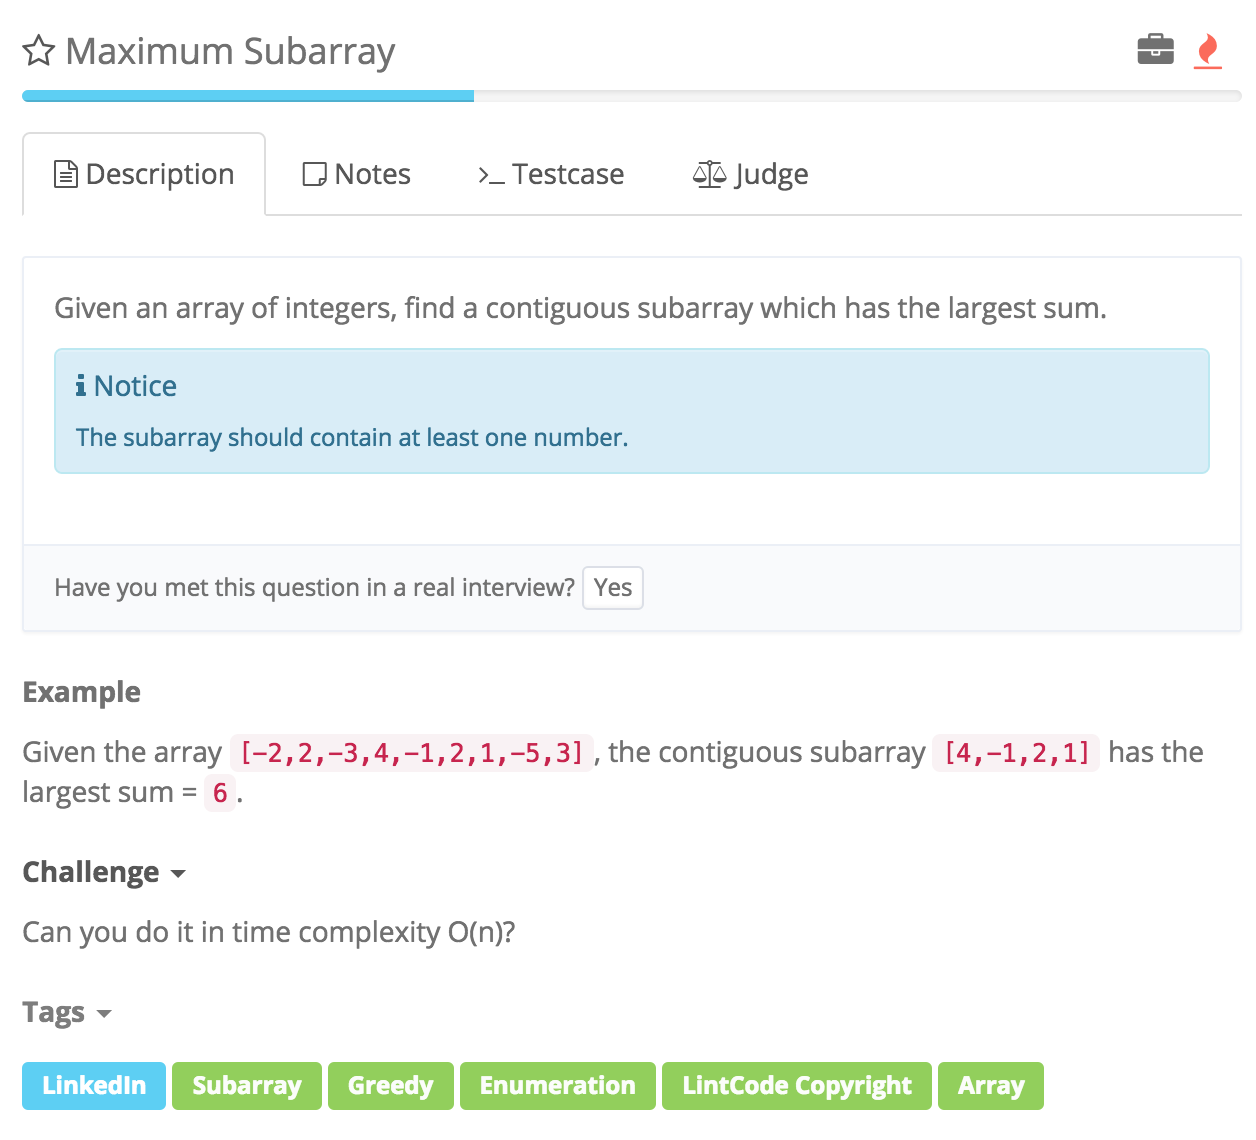 Maximum Subarray
Description Notes Testcase Judge
Given an array of integers, find a contiguous subarray which has the largest sum.
Notice
The subarray should contain at least one number.
Have you met this question in a real interview? Yes
Example
Given the array [-2,2,-3,4,-1,2,1,-5,3], the contiguous subarray [4,-1,2,1] has the
largest sum = 6.
Challenge
Can you do it in time complexity O(n)?
Tags
LinkedIn Subarray Greedy Enumeration LintCode Copyright Array